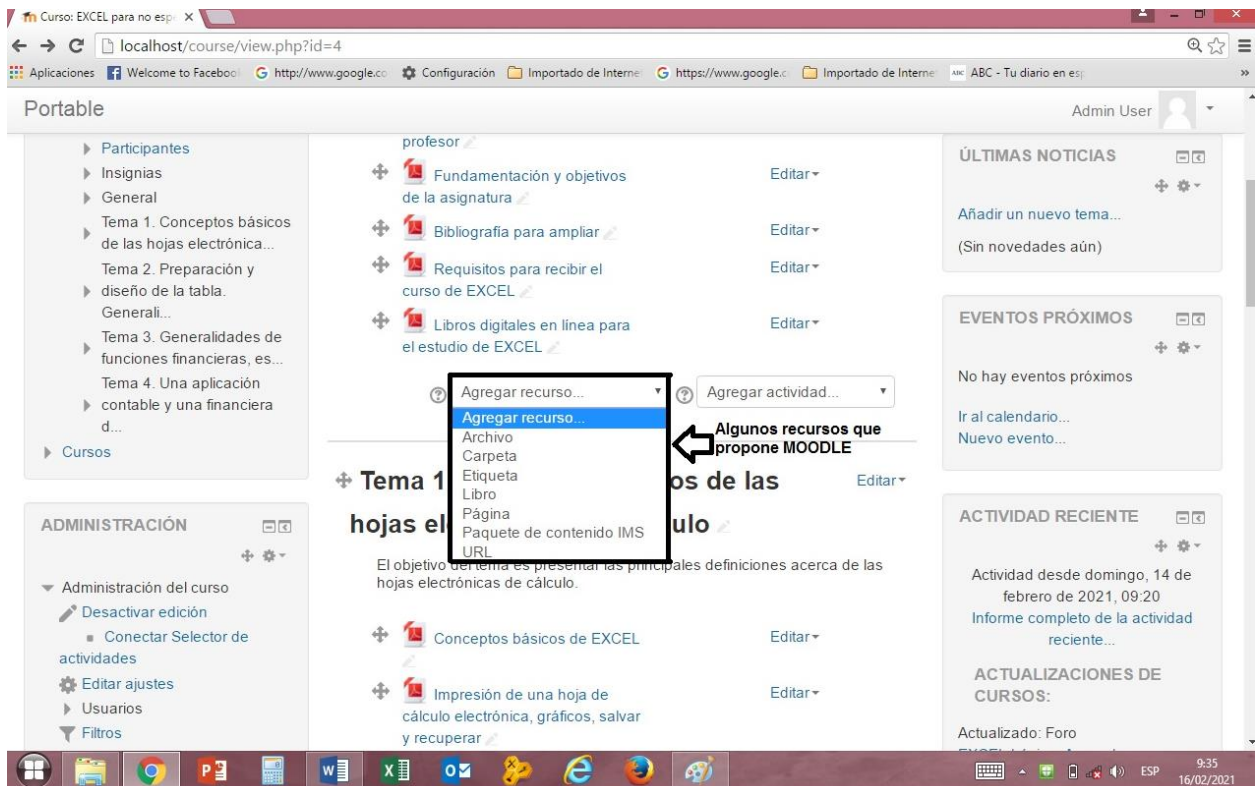 Curso: EXCEL para no esp
localhost/course/view.php?id=4
Aplicaciones
Welcome to Faceboo
http://www.google.co
Configuración
Importado de Interne
https://www.google.c
Importado de Interne
ABC - Tu diario en es
»
Portable
Admin User
Participantes
Insignias
General
Tema 1. Conceptos básicos
de las hojas electrónica...
Tema 2. Preparación y
diseño de la tabla.
Generali...
Tema 3. Generalidades de
funciones financieras, es...
Tema 4. Una aplicación
contable y una financiera
d...
Cursos
ADMINISTRACIÓN
Administración del curso
Desactivar edición
Conectar Selector de
actividades
Editar ajustes
Usuarios
Filtros
profesor
Fundamentación y objetivos
de la asignatura
Editar
Bibliografía para ampliar
Editar
Requisitos para recibir el
curso de EXCEL
Editar
Libros digitales en línea para
el estudio de EXCEL
Editar
Agregar recurso...
Agregar actividad...
Agregar recurso...
Archivo
Carpeta
Etiqueta
Libro
Página
Paquete de contenido IMS
URL
Algunos recursos que
propone MOODLE
Tema 1 os de las
Editar
hojas el ulo
El objetivo del tema es presentar las principales definiciones acerca de las
hojas electrónicas de cálculo.
Conceptos básicos de EXCEL
Editar
Impresión de una hoja de
cálculo electrónica, gráficos, salvar
y recuperar
Editar
ÚLTIMAS NOTICIAS
Añadir un nuevo tema...
(Sin novedades aún)
EVENTOS PRÓXIMOS
No hay eventos próximos
Ir al calendario...
Nuevo evento...
ACTIVIDAD RECIENTE
Actividad desde domingo, 14 de
febrero de 2021, 09:20
Informe completo de la actividad
reciente...
ACTUALIZACIONES DE
CURSOS:
Actualizado: Foro
ESP
9:35
16/02/2021